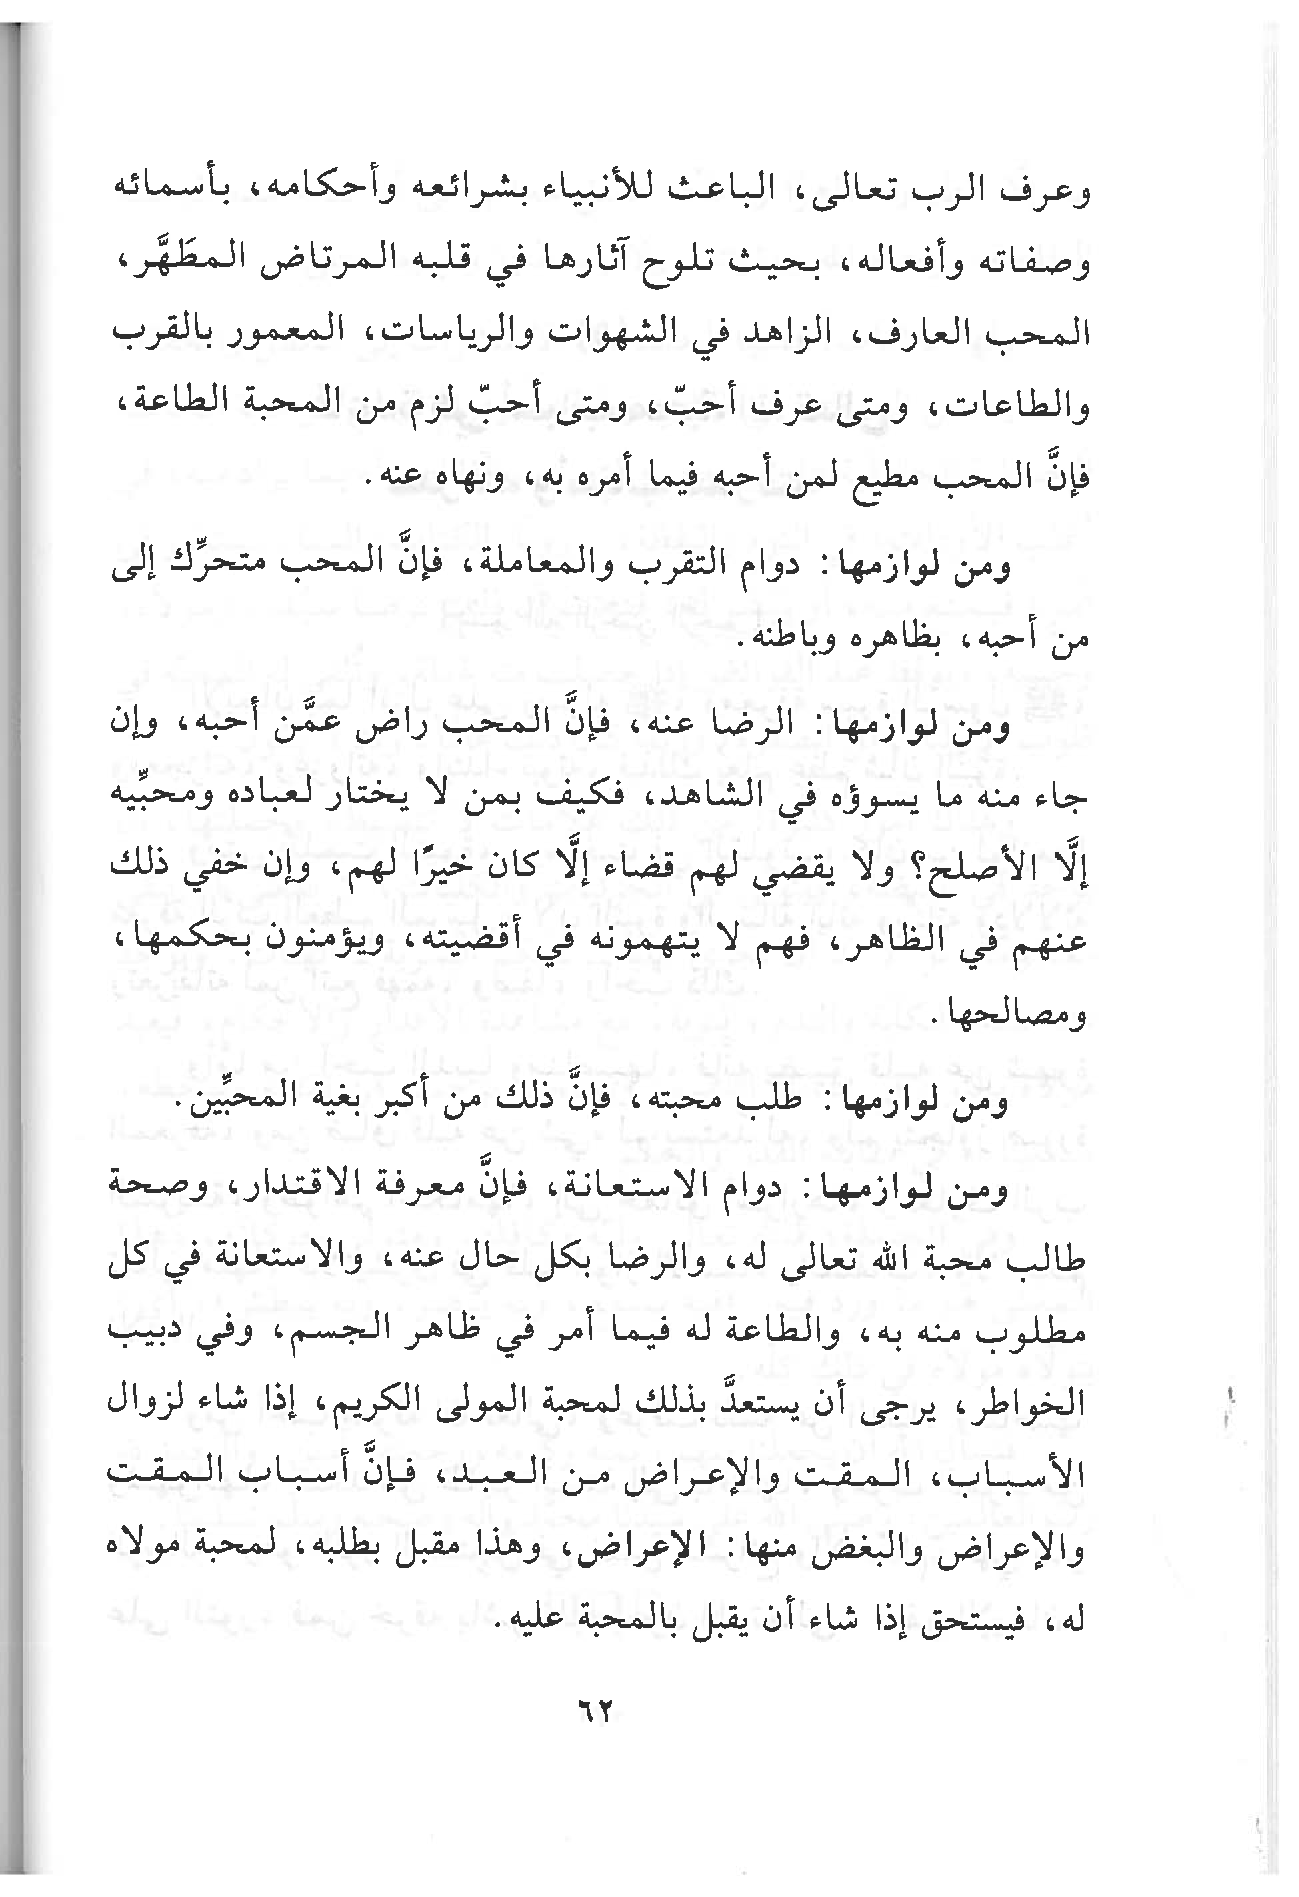 وعرف الرب تعالى، الباعث للأنبياء بشرائعه وأحكامه، بأسمائه
وصفاته وأفعاله، بحيث تلوح آثارها في قلبه المرتاض المطَهَّر،
المحب العارف، الزاهد في الشهوات والرياسات، المعمور بالقرب
والطاعات، ومتى عرف أحبّ، ومتى أحبّ لزم من المحبة الطاعة،
فإنَّ المحب مطيع لمن أحبه فيما أمره به، ونهاه عنه.
ومن لوازمها: دوام التقرب والمعاملة، فإنَّ المحب متحرِّك إلى
من أحبه، بظاهره وباطنه.
ومن لوازمها: الرضا عنه، فإنَّ المحب راض عمَّن أحبه، وإن
جاء منه ما يسوؤه في الشاهد، فكيف بمن لا يختار لعباده ومحبِّيه
إلَّا الأصلح؟ ولا يقضي لهم قضاء إلَّا كان خيرًا لهم، وإن خفي ذلك
عنهم في الظاهر، فهم لا يتهمونه في أقضيته، ويؤمنون بحكمها،
ومصالحها.
ومن لوازمها: طلب محبته، فإنَّ ذلك من أكبر بغية المحبِّين.
ومن لوازمها: دوام الاستعانة، فإنَّ معرفة الاقتدار، وصحة
طالب محبة الله تعالى له، والرضا بكل حال عنه، والاستعانة في كل
مطلوب منه به، والطاعة له فيما أمر في ظاهر الجسم، وفي دبيب
الخواطر، يرجى أن يستعدَّ بذلك لمحبة المولى الكريم، إذا شاء لزوال
الأسباب، المقت والإعراض من العبد، فإنَّ أسباب المقت
والإعراض والبغض منها: الإعراض، وهذا مقبل بطلبه، لمحبة مولاه
له، فيستحق إذا شاء أن يقبل بالمحبة عليه.
٦٢